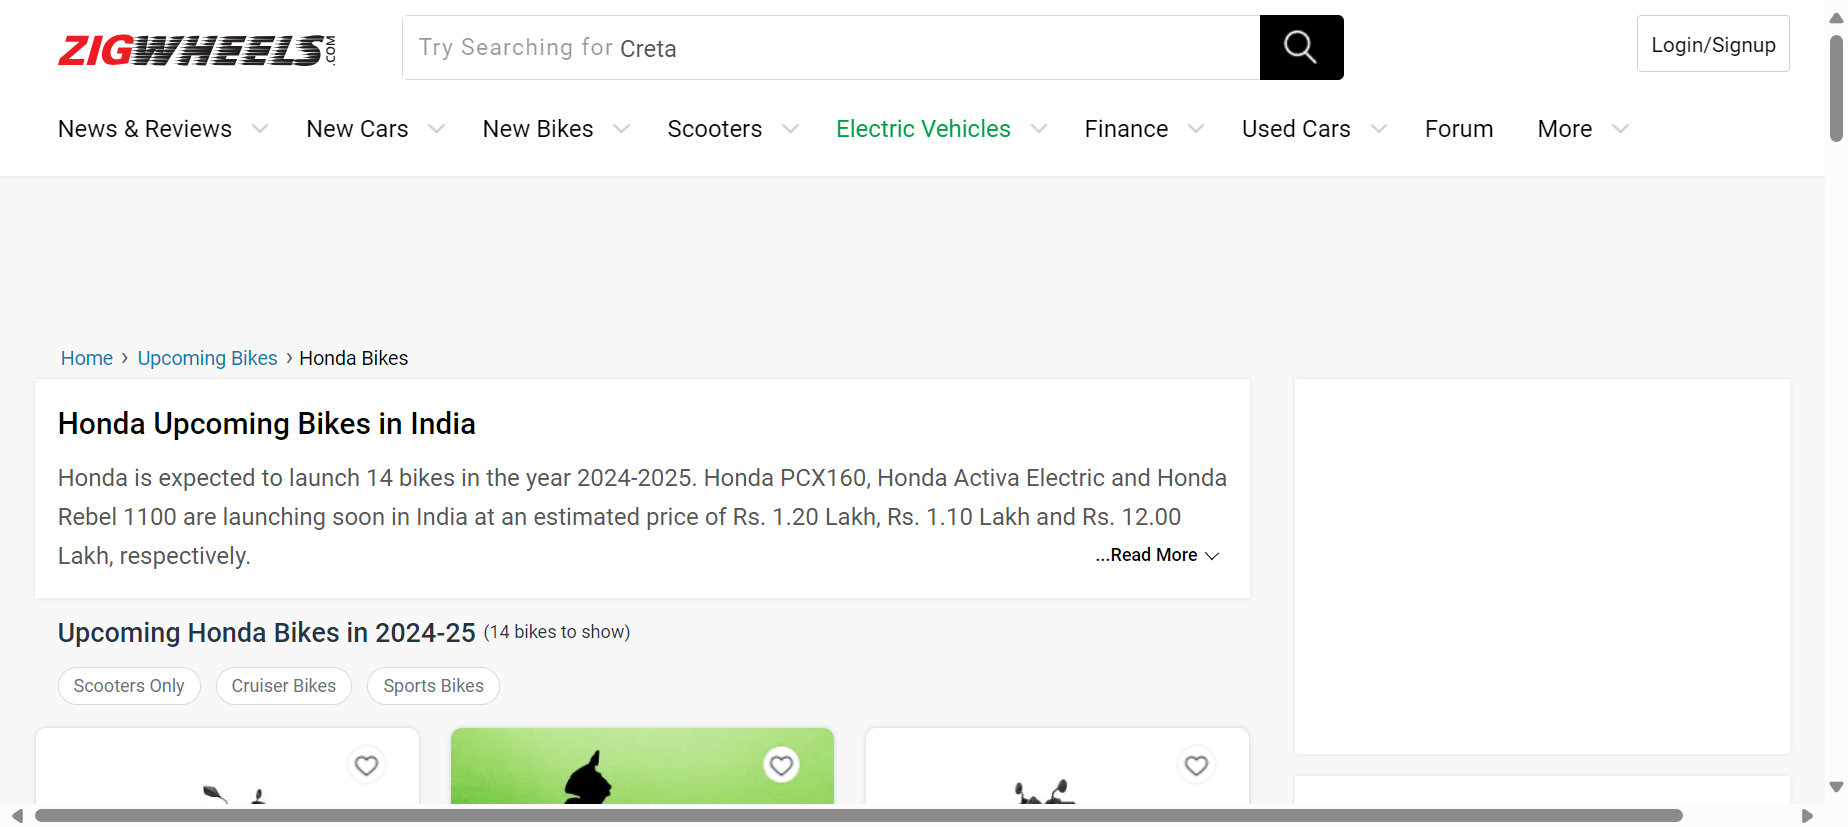 ZIGWHEELS.COM
Try Searching for Creta
Login/Signup
News & Reviews New Cars New Bikes Scooters Electric Vehicles Finance Used Cars Forum More
Home › Upcoming Bikes › Honda Bikes
Honda Upcoming Bikes in India
Honda is expected to launch 14 bikes in the year 2024-2025. Honda PCX160, Honda Activa Electric and Honda
Rebel 1100 are launching soon in India at an estimated price of Rs. 1.20 Lakh, Rs. 1.10 Lakh and Rs. 12.00
Lakh, respectively.
...Read More
Upcoming Honda Bikes in 2024-25 (14 bikes to show)
Scooters Only Cruiser Bikes Sports Bikes